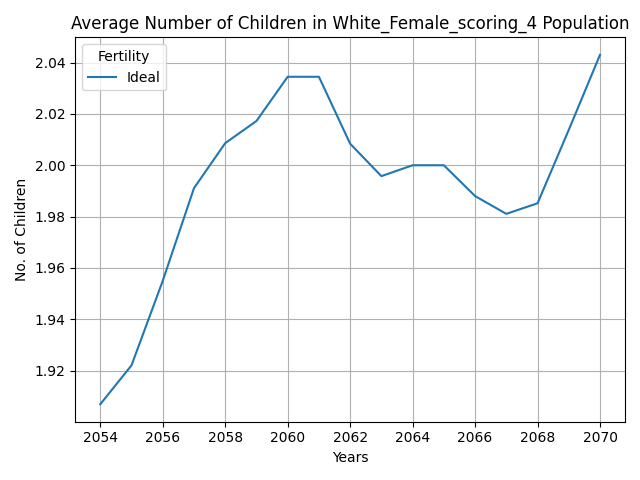 Average Number of Children in White_Female_scoring_4 Population
Fertility
Ideal
2.04
2.02
2.00
1.98
1.96
1.94
1.92
No. of Children
2054 2056 2058 2060 2062 2064 2066 2068 2070
Years